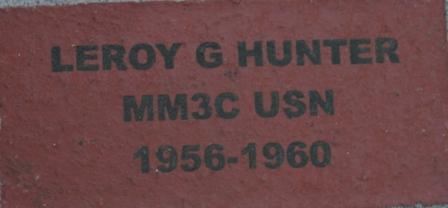 LEROY G HUNTER
MM3C USN
1956-1960